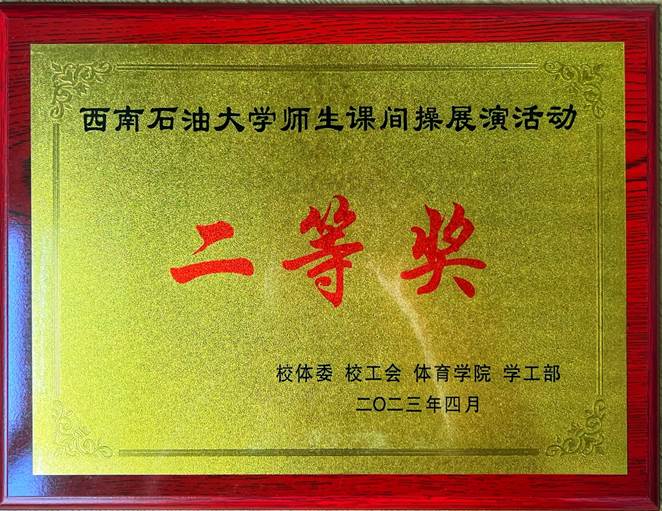 西南石油大学师生课间操展演活动
二等奖
校体委 校工会 体育学院 学工部
二〇二三年四月